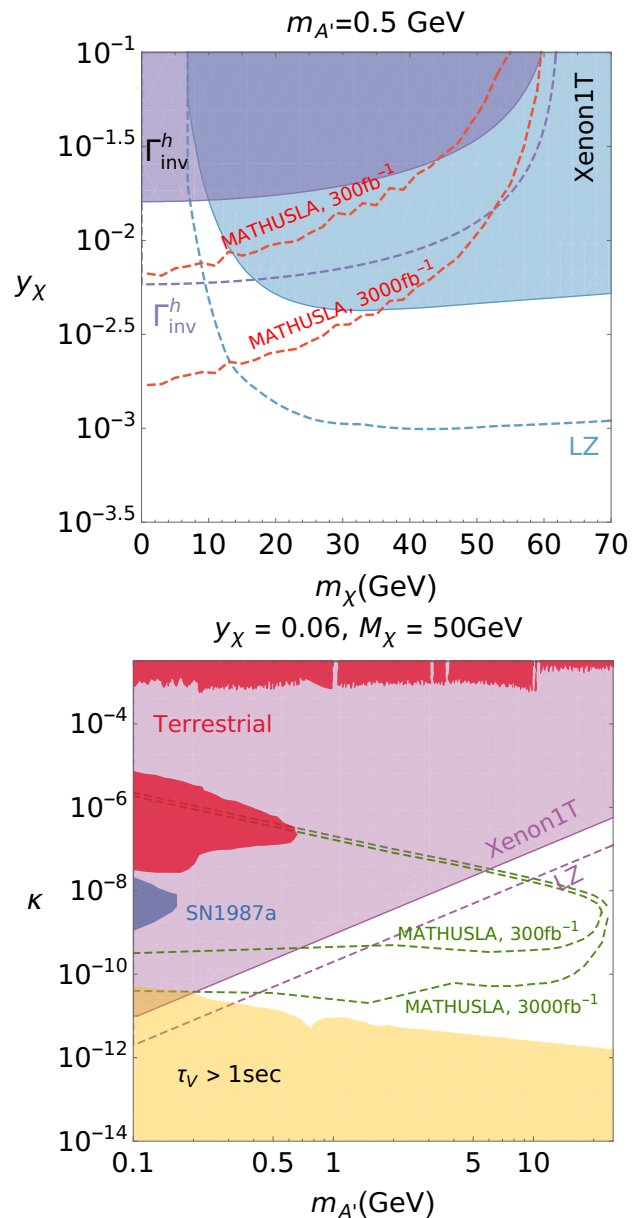 m_A'=0.5 GeV
10^−1
10^−1.5
10^−2
10^−2.5
10^−3
10^−3.5
y_χ
Γ^h_inv
Xenon1T
MATHUSLA, 300fb^−1
MATHUSLA, 3000fb^−1
Γ^h_inv
LZ
0 10 20 30 40 50 60 70
m_χ(GeV)
y_χ = 0.06, M_χ = 50GeV
10^−4
10^−6
10^−8
10^−10
10^−12
10^−14
κ
Terrestrial
Xenon1T
LZ
SN1987a
MATHUSLA, 300fb^−1
MATHUSLA, 3000fb^−1
τ_V > 1sec
0.1 0.5 1 5 10
m_A'(GeV)